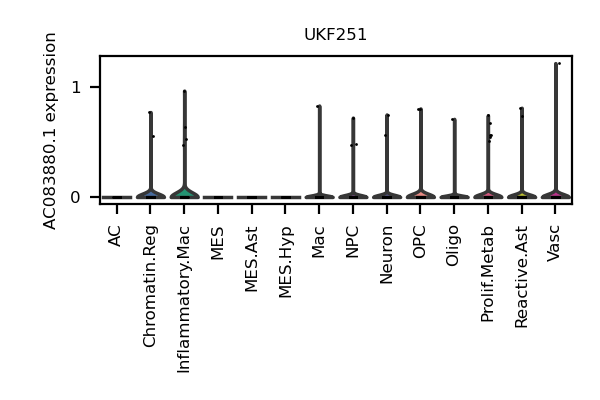 UKF251
AC083880.1 expression
1
0
AC
Chromatin.Reg
Inflammatory.Mac
MES
MES.Ast
MES.Hyp
Mac
NPC
Neuron
OPC
Oligo
Prolif.Metab
Reactive.Ast
Vasc